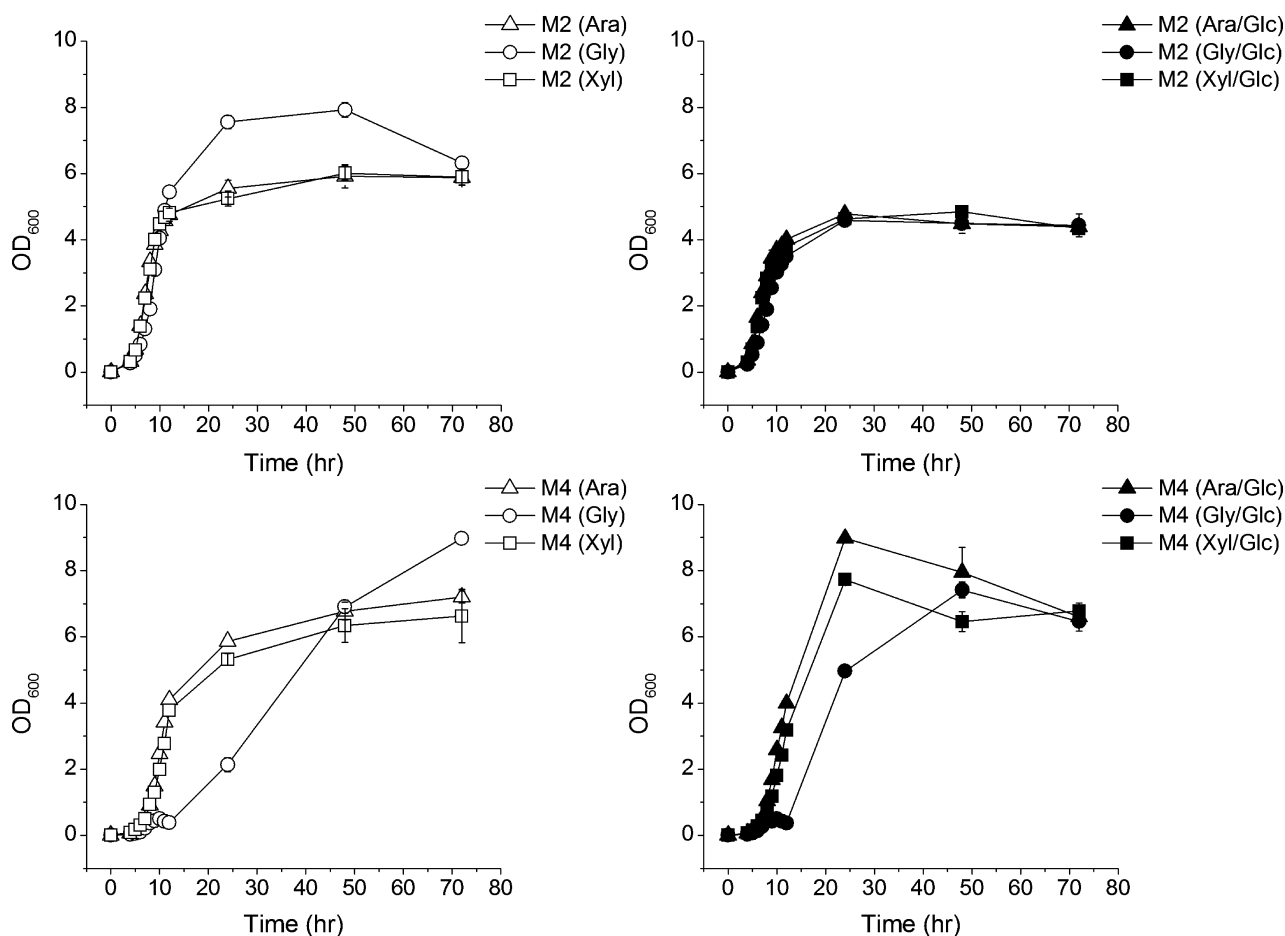 M2 (Ara)
M2 (Gly)
M2 (Xyl)
10
8
6
4
2
0
OD600
0 10 20 30 40 50 60 70 80
Time (hr)
M2 (Ara/Glc)
M2 (Gly/Glc)
M2 (Xyl/Glc)
10
8
6
4
2
0
OD600
0 10 20 30 40 50 60 70 80
Time (hr)
M4 (Ara)
M4 (Gly)
M4 (Xyl)
10
8
6
4
2
0
OD600
0 10 20 30 40 50 60 70 80
Time (hr)
M4 (Ara/Glc)
M4 (Gly/Glc)
M4 (Xyl/Glc)
10
8
6
4
2
0
OD600
0 10 20 30 40 50 60 70 80
Time (hr)